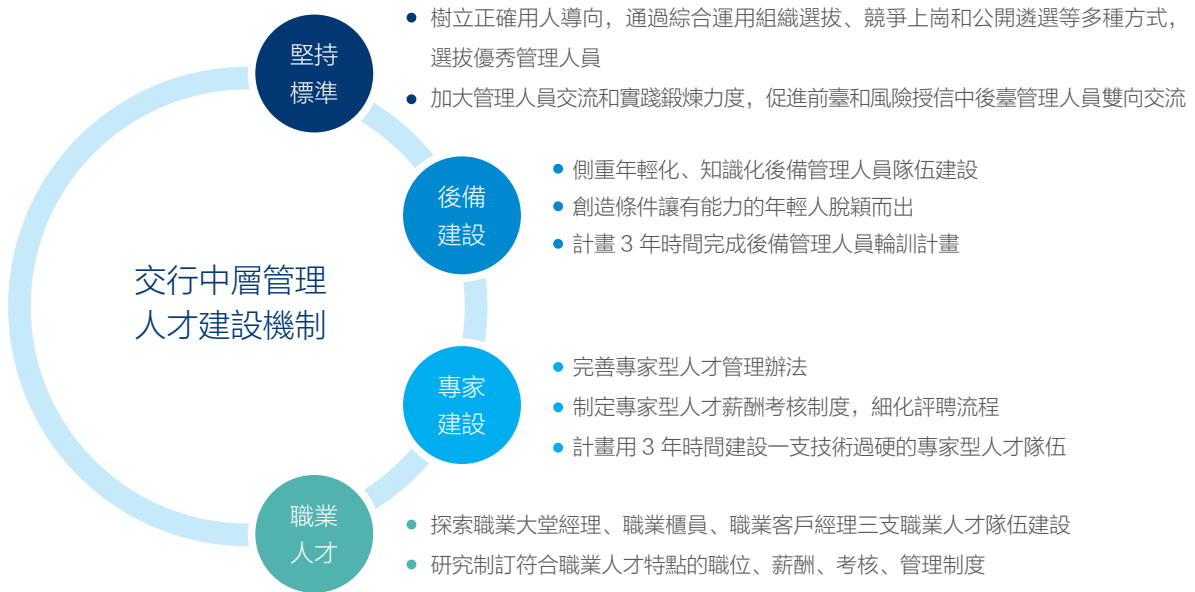 堅持
標準
樹立正確用人導向，通過綜合運用組織選拔、競爭上崗和公開遴選等多種方式，
選拔優秀管理人員
加大管理人員交流和實踐鍛煉力度，促進前臺和風險授信中後臺管理人員雙向交流
後備
建設
側重年輕化、知識化後備管理人員隊伍建設
創造條件讓有能力的年輕人脫穎而出
計畫 3 年時間完成後備管理人員輪訓計畫
交行中層管理
人才建設機制
專家
建設
完善專家型人才管理辦法
制定專家型人才薪酬考核制度，細化評聘流程
計畫用 3 年時間建設一支技術過硬的專家型人才隊伍
職業
人才
探索職業大堂經理、職業櫃員、職業客戶經理三支職業人才隊伍建設
研究制訂符合職業人才特點的職位、薪酬、考核、管理制度